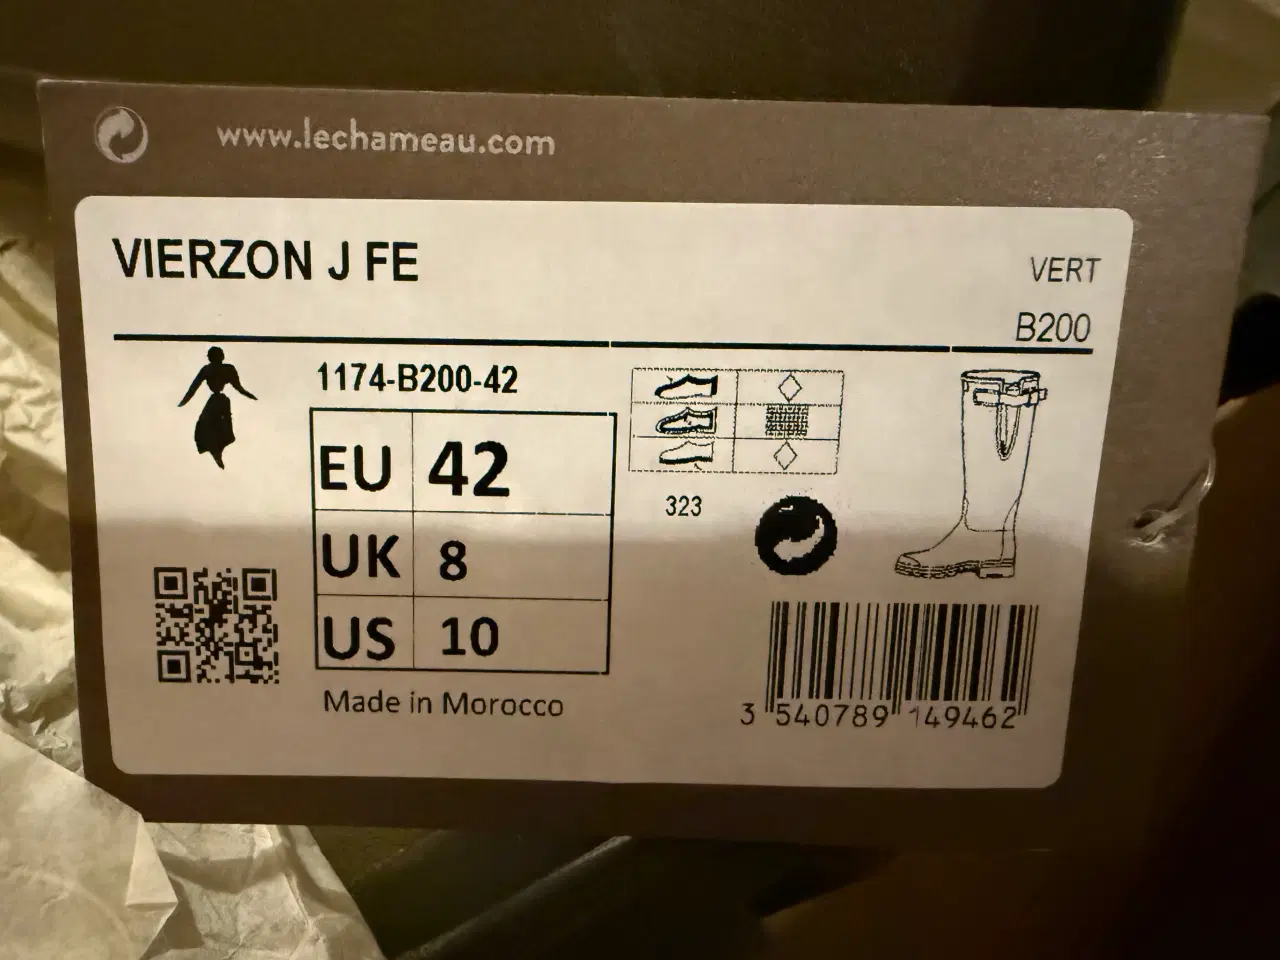 www.lechameau.com
VIERZON J FE
VERT
B200
1174-B200-42
EU 42
UK 8
US 10
323
Made in Morocco
3 540789 149462